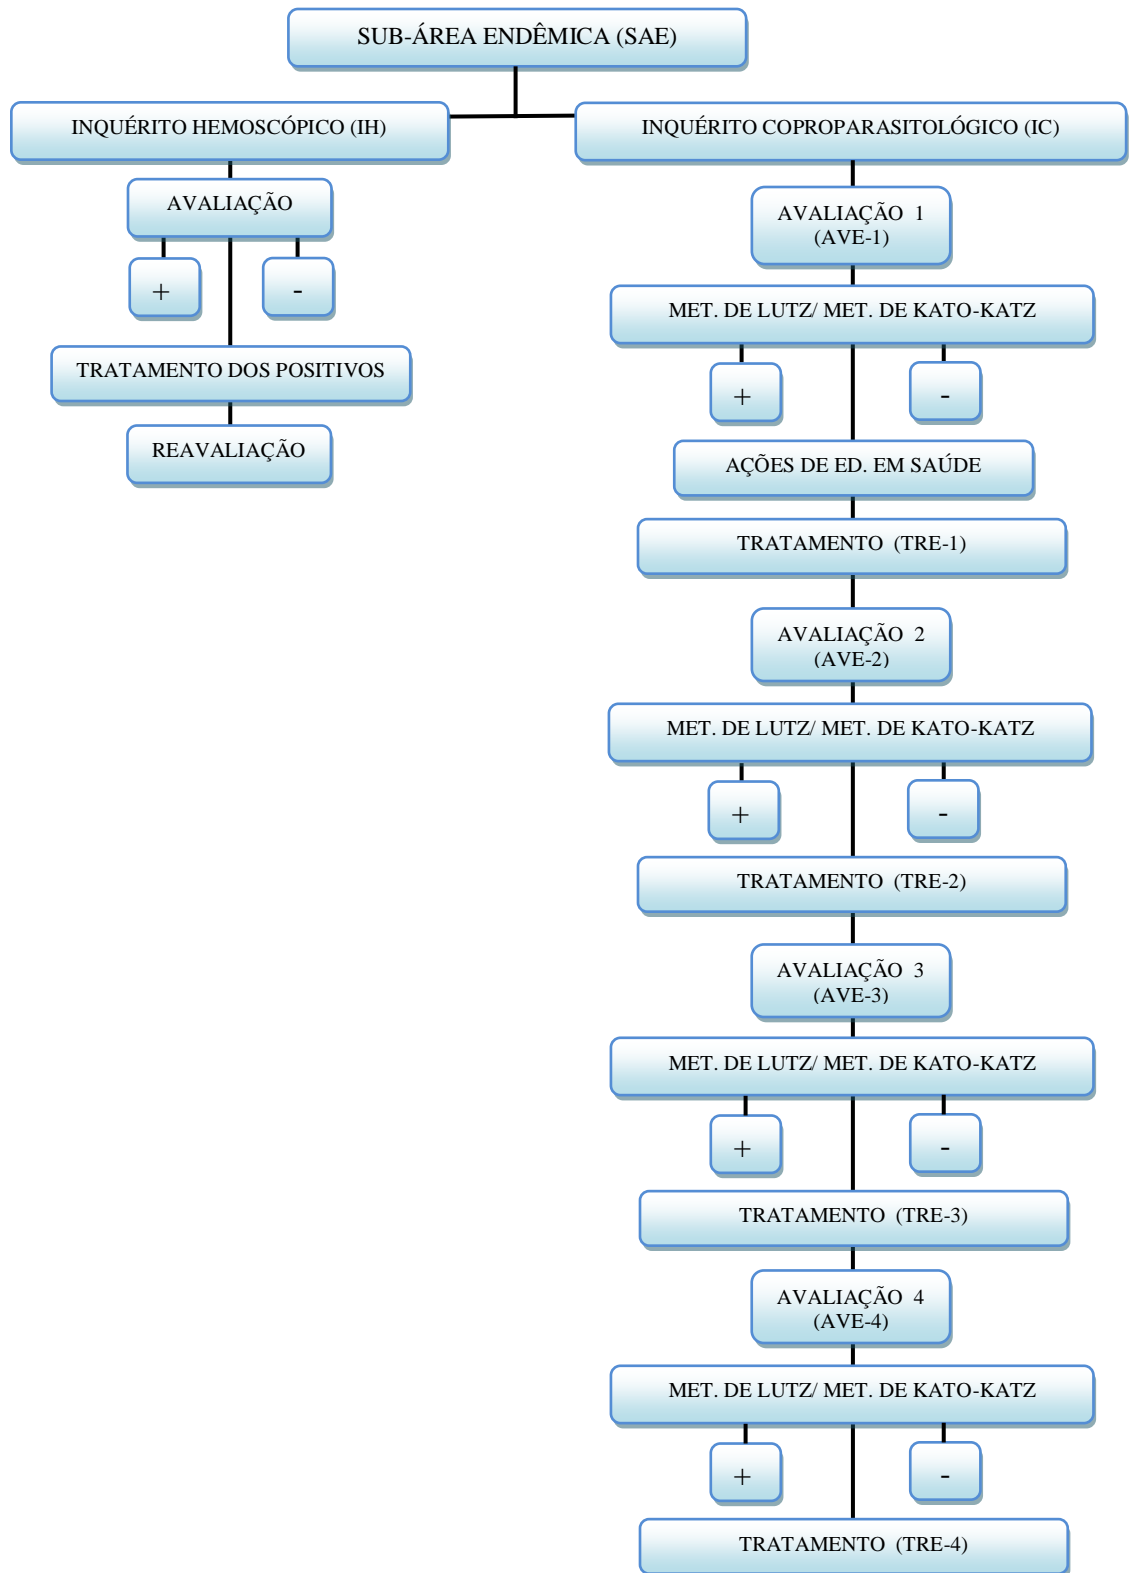 SUB-ÁREA ENDÊMICA (SAE)
INQUÉRITO HEMOSCÓPICO (IH)
AVALIAÇÃO
+
-
TRATAMENTO DOS POSITIVOS
REAVALIAÇÃO
INQUÉRITO COPROPARASITOLÓGICO (IC)
AVALIAÇÃO 1
(AVE-1)
MET. DE LUTZ/ MET. DE KATO-KATZ
+
-
AÇÕES DE ED. EM SAÚDE
TRATAMENTO (TRE-1)
AVALIAÇÃO 2
(AVE-2)
MET. DE LUTZ/ MET. DE KATO-KATZ
+
-
TRATAMENTO (TRE-2)
AVALIAÇÃO 3
(AVE-3)
MET. DE LUTZ/ MET. DE KATO-KATZ
+
-
TRATAMENTO (TRE-3)
AVALIAÇÃO 4
(AVE-4)
MET. DE LUTZ/ MET. DE KATO-KATZ
+
-
TRATAMENTO (TRE-4)